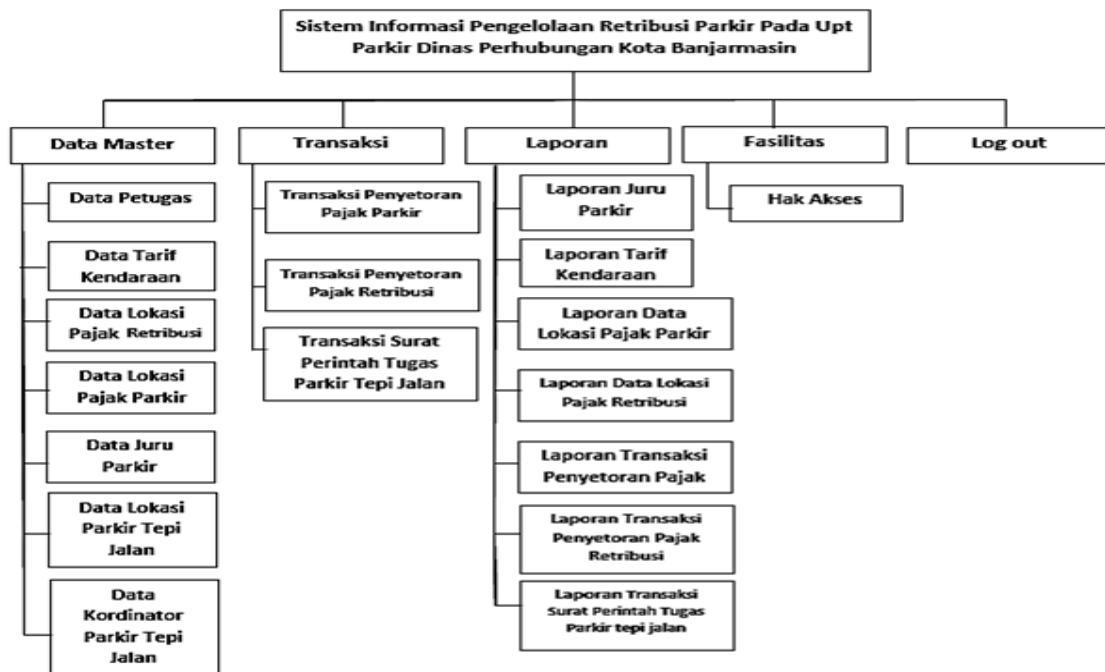 Sistem Informasi Pengelolaan Retribusi Parkir Pada Upt
Parkir Dinas Perhubungan Kota Banjarmasin
Data Master
Data Petugas
Data Tarif
Kendaraan
Data Lokasi
Pajak Retribusi
Data Lokasi
Pajak Parkir
Data Juru
Parkir
Data Lokasi
Parkir Tepi
Jalan
Data
Kordinator
Parkir Tepi
Jalan
Transaksi
Transaksi Penyetoran
Pajak Parkir
Transaksi Penyetoran
Pajak Retribusi
Transaksi Surat
Perintah Tugas
Parkir Tepi Jalan
Laporan
Laporan Juru
Parkir
Laporan Tarif
Kendaraan
Laporan Data
Lokasi Pajak Parkir
Laporan Data Lokasi
Pajak Retribusi
Laporan Transaksi
Penyetoran Pajak
Laporan Transaksi
Penyetoran Pajak
Retribusi
Laporan Transaksi
Surat Perintah Tugas
Parkir tepi jalan
Fasilitas
Hak Akses
Log out